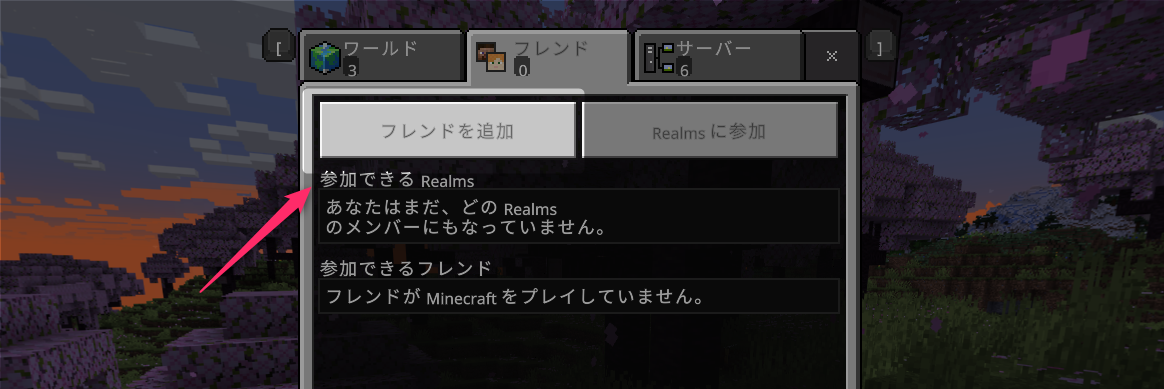 [
ワールド
3
フレンド
0
サーバー
6
×
]
フレンドを追加
Realms に参加
参加できる Realms
あなたはまだ、どの Realms
のメンバーにもなっていません。
参加できるフレンド
フレンドが Minecraft をプレイしていません。